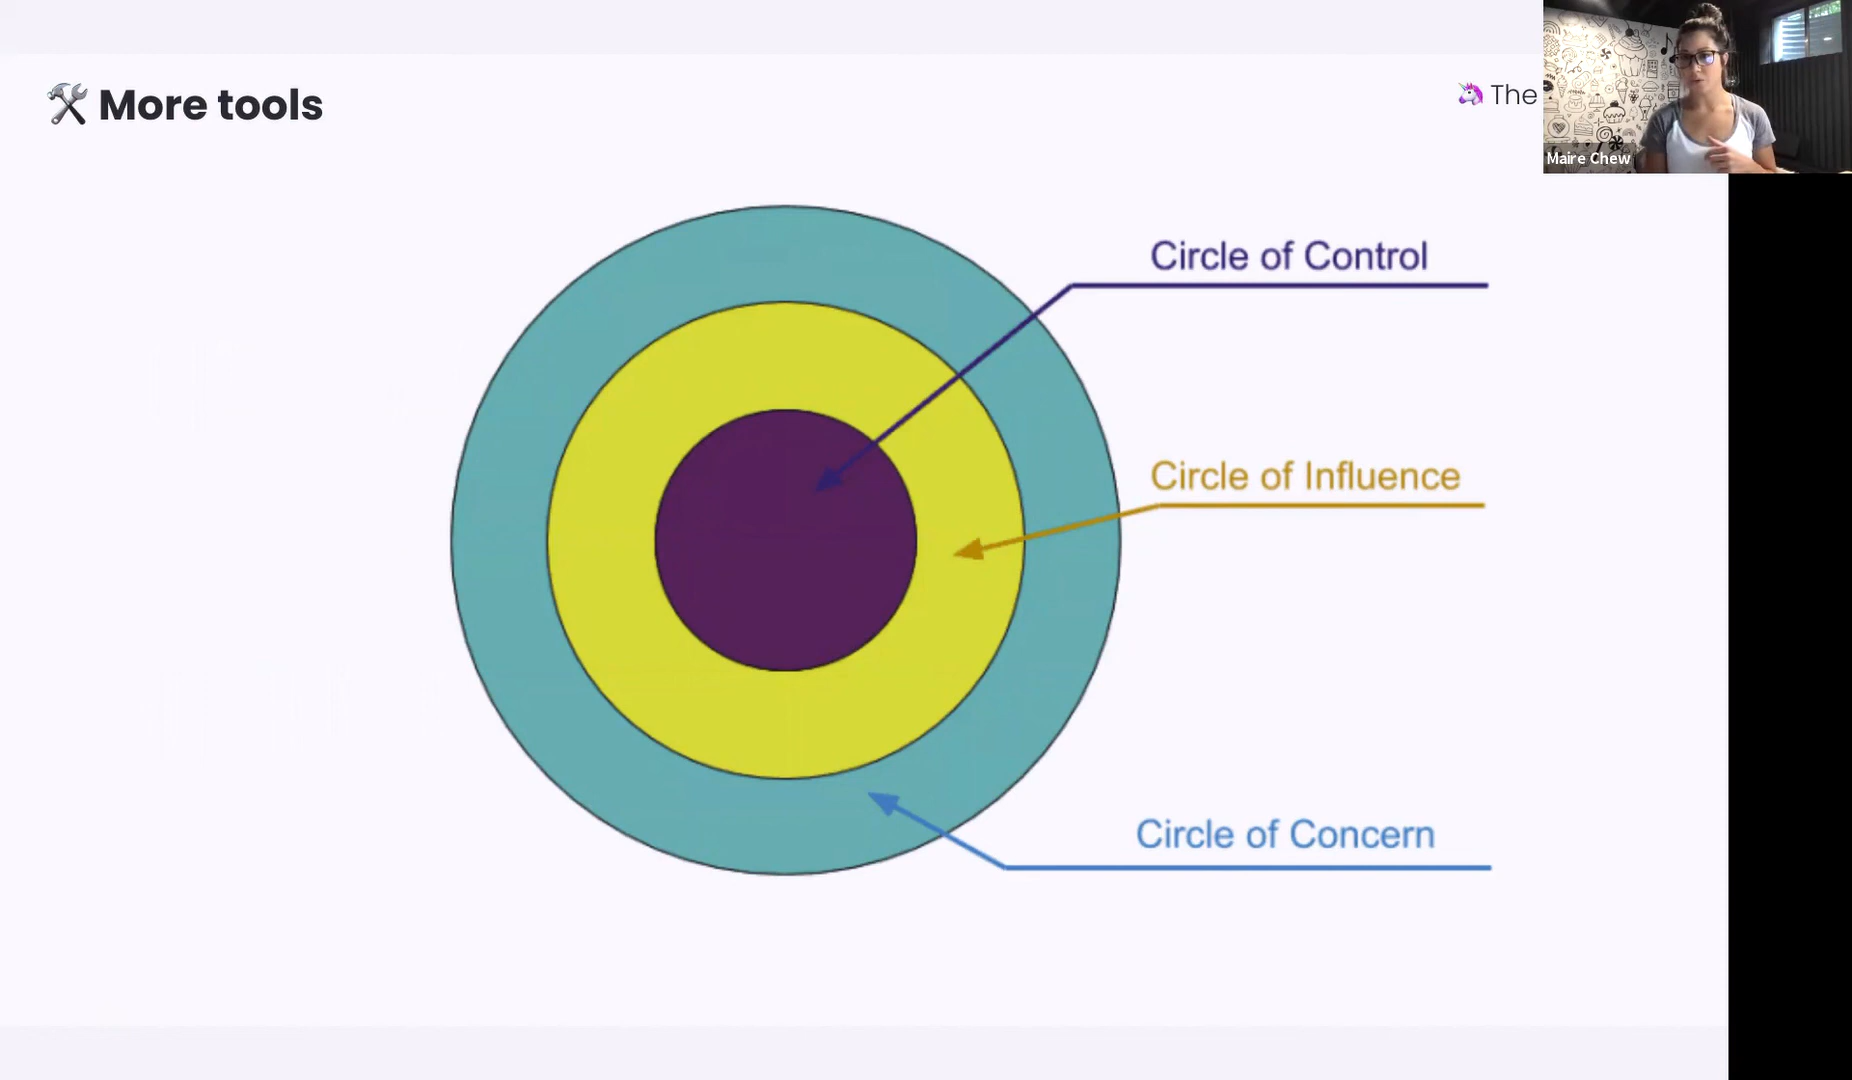 🛠 More tools
🦄 The
Maire Chew
Circle of Control
Circle of Influence
Circle of Concern